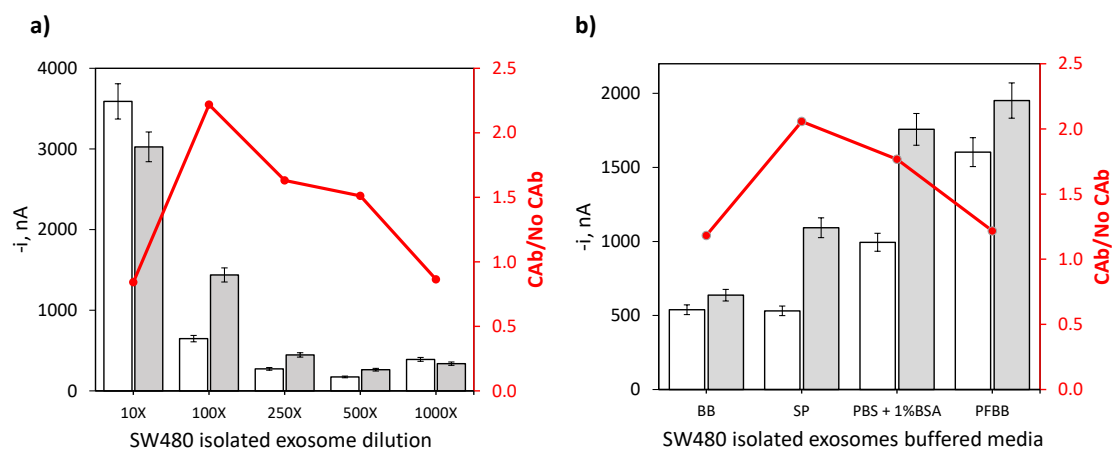 a)
4000
3000
2000
1000
0
-i, nA
2.5
2.0
1.5
1.0
0.5
0.0
CAb/No CAb
10X 100X 250X 500X 1000X
SW480 isolated exosome dilution
b)
2000
1500
1000
500
0
-i, nA
2.5
2.0
1.5
1.0
0.5
0.0
CAb/No CAb
BB SP PBS + 1%BSA PFBB
SW480 isolated exosomes buffered media